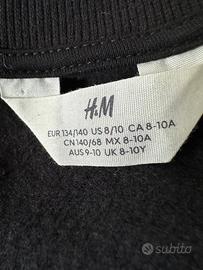 H&M
EUR 134/140 US 8/10 CA 8-10A
CN 140/68 MX 8-10A
AUS 9-10 UK 8-10Y
subito